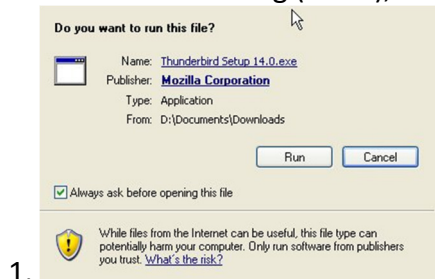 Do you want to run this file?
Name: Thunderbird Setup 14.0.exe
Publisher: Mozilla Corporation
Type: Application
From: D:\Documents\Downloads
Run Cancel
Always ask before opening this file
While files from the Internet can be useful, this file type can
potentially harm your computer. Only run software from publishers
you trust. What's the risk?
1.